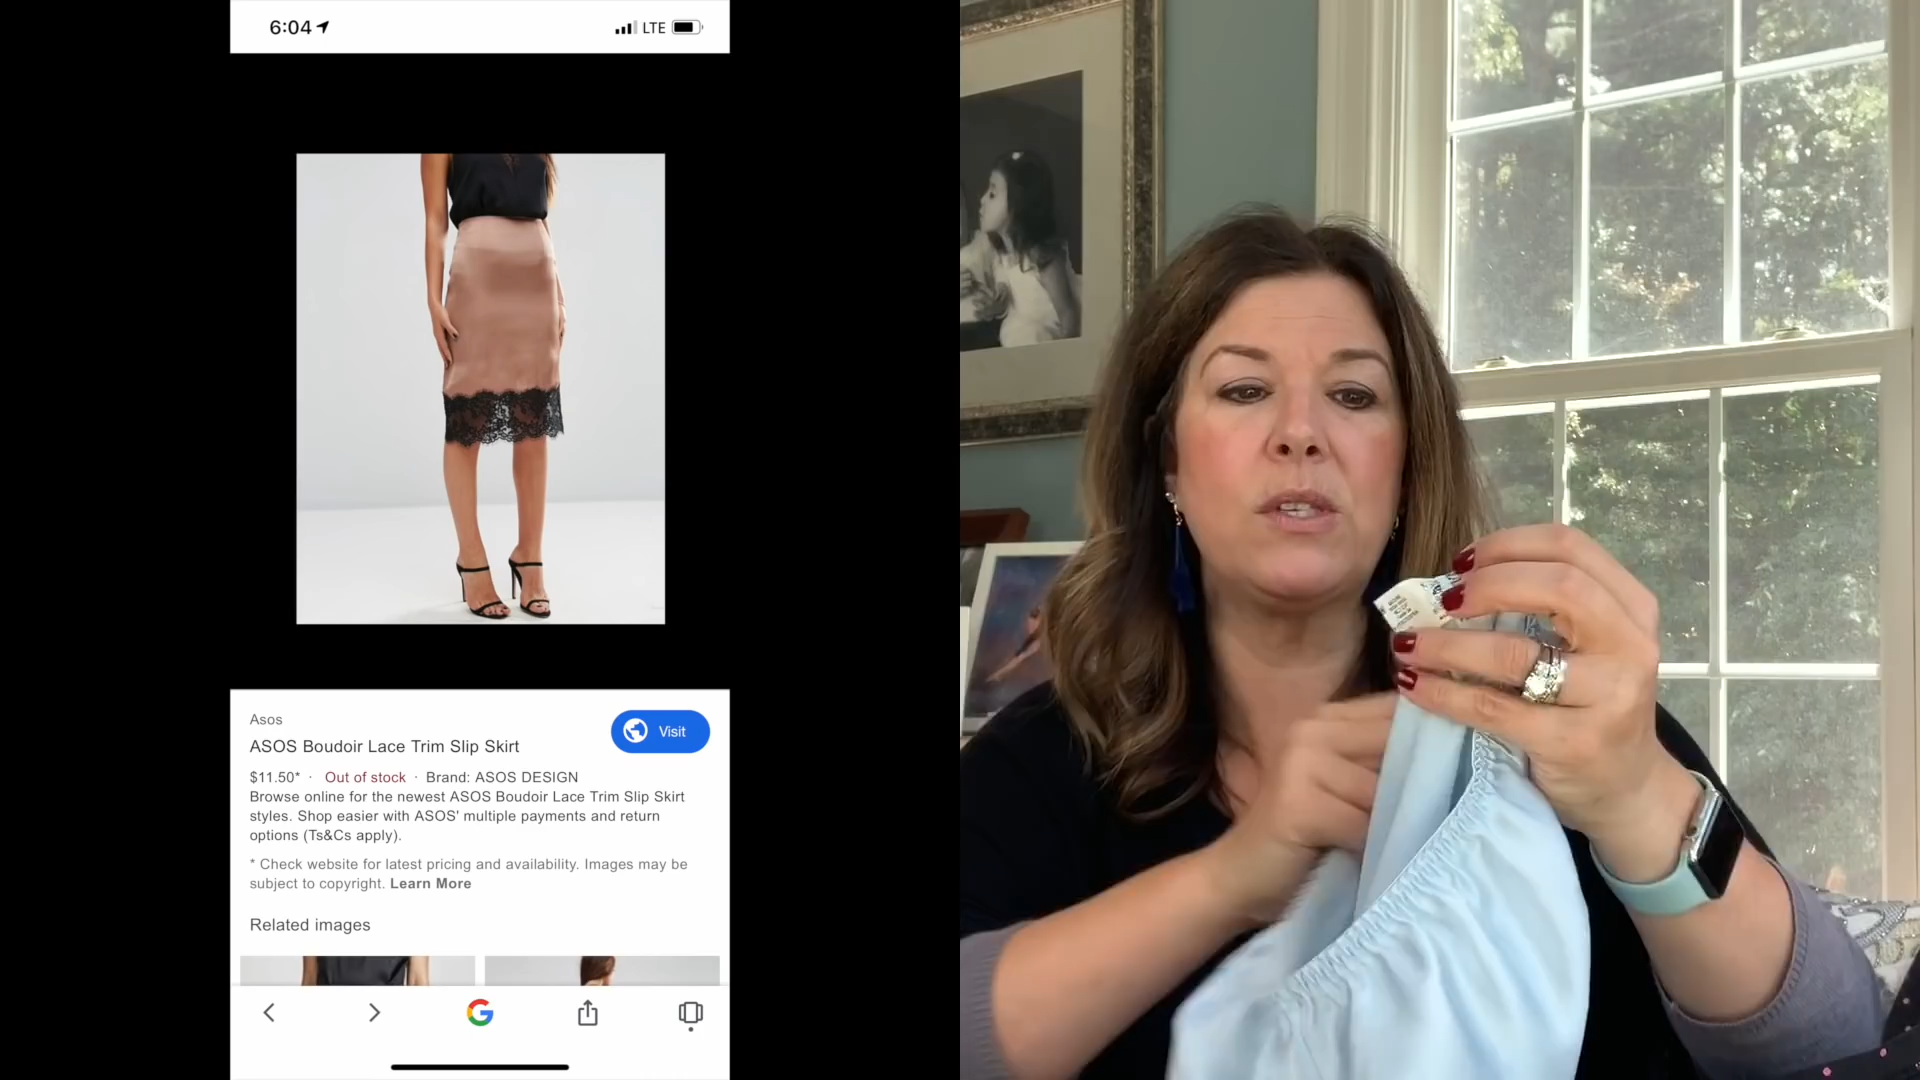 6:04
LTE
Asos
ASOS Boudoir Lace Trim Slip Skirt
Visit
$11.50* · Out of stock · Brand: ASOS DESIGN
Browse online for the newest ASOS Boudoir Lace Trim Slip Skirt
styles. Shop easier with ASOS' multiple payments and return
options (Ts&Cs apply).
* Check website for latest pricing and availability. Images may be
subject to copyright. Learn More
Related images